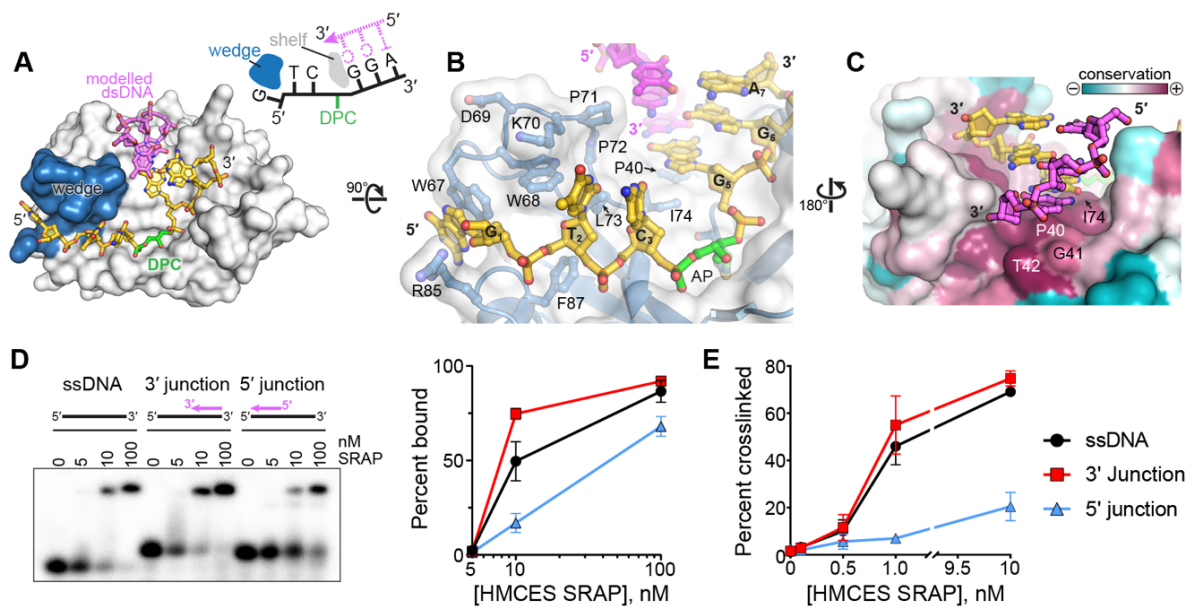 A
modelled
dsDNA
wedge
5′
3′
DPC
wedge
shelf
3′
5′
G
T
C
G
G
A
5′
3′
DPC
90°
B
5′
3′
3′
P71
K70
D69
P72
P40
W67
W68
L73
I74
5′
G₁
T₂
C₃
G₅
G₆
A₇
AP
R85
F87
180°
C
conservation
− +
3′
5′
3′
I74
P40
G41
T42
D
ssDNA 3′ junction 5′ junction
3′ 5′
5′ 3′ 5′ 3′ 5′ 3′
0 5 10 100 0 5 10 100 0 5 10 100 nM
SRAP
Percent bound
100
50
0
5 10 100
[HMCES SRAP], nM
E
Percent crosslinked
80
60
40
20
0
0 0.5 1.0 9.5 10
[HMCES SRAP], nM
ssDNA
3′ Junction
5′ junction